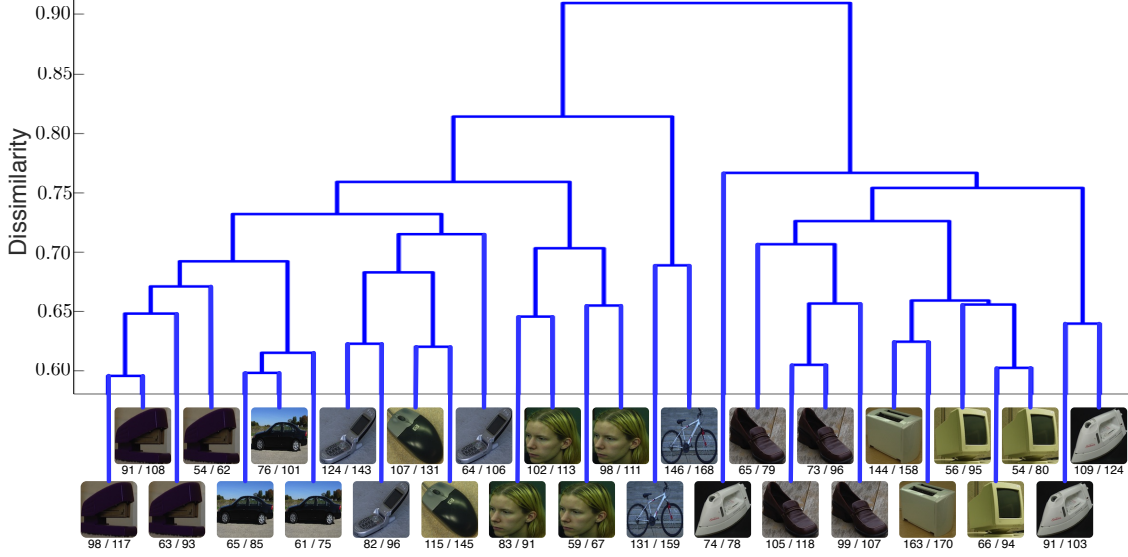 0.90
0.85
0.80
0.75
0.70
0.65
0.60
Dissimilarity
91 / 108
54 / 62
76 / 101
124 / 143
107 / 131
64 / 106
102 / 113
98 / 111
146 / 168
65 / 79
73 / 96
144 / 158
56 / 95
54 / 80
109 / 124
98 / 117
63 / 93
65 / 85
61 / 75
82 / 96
115 / 145
83 / 91
59 / 67
131 / 159
74 / 78
105 / 118
99 / 107
163 / 170
66 / 94
91 / 103